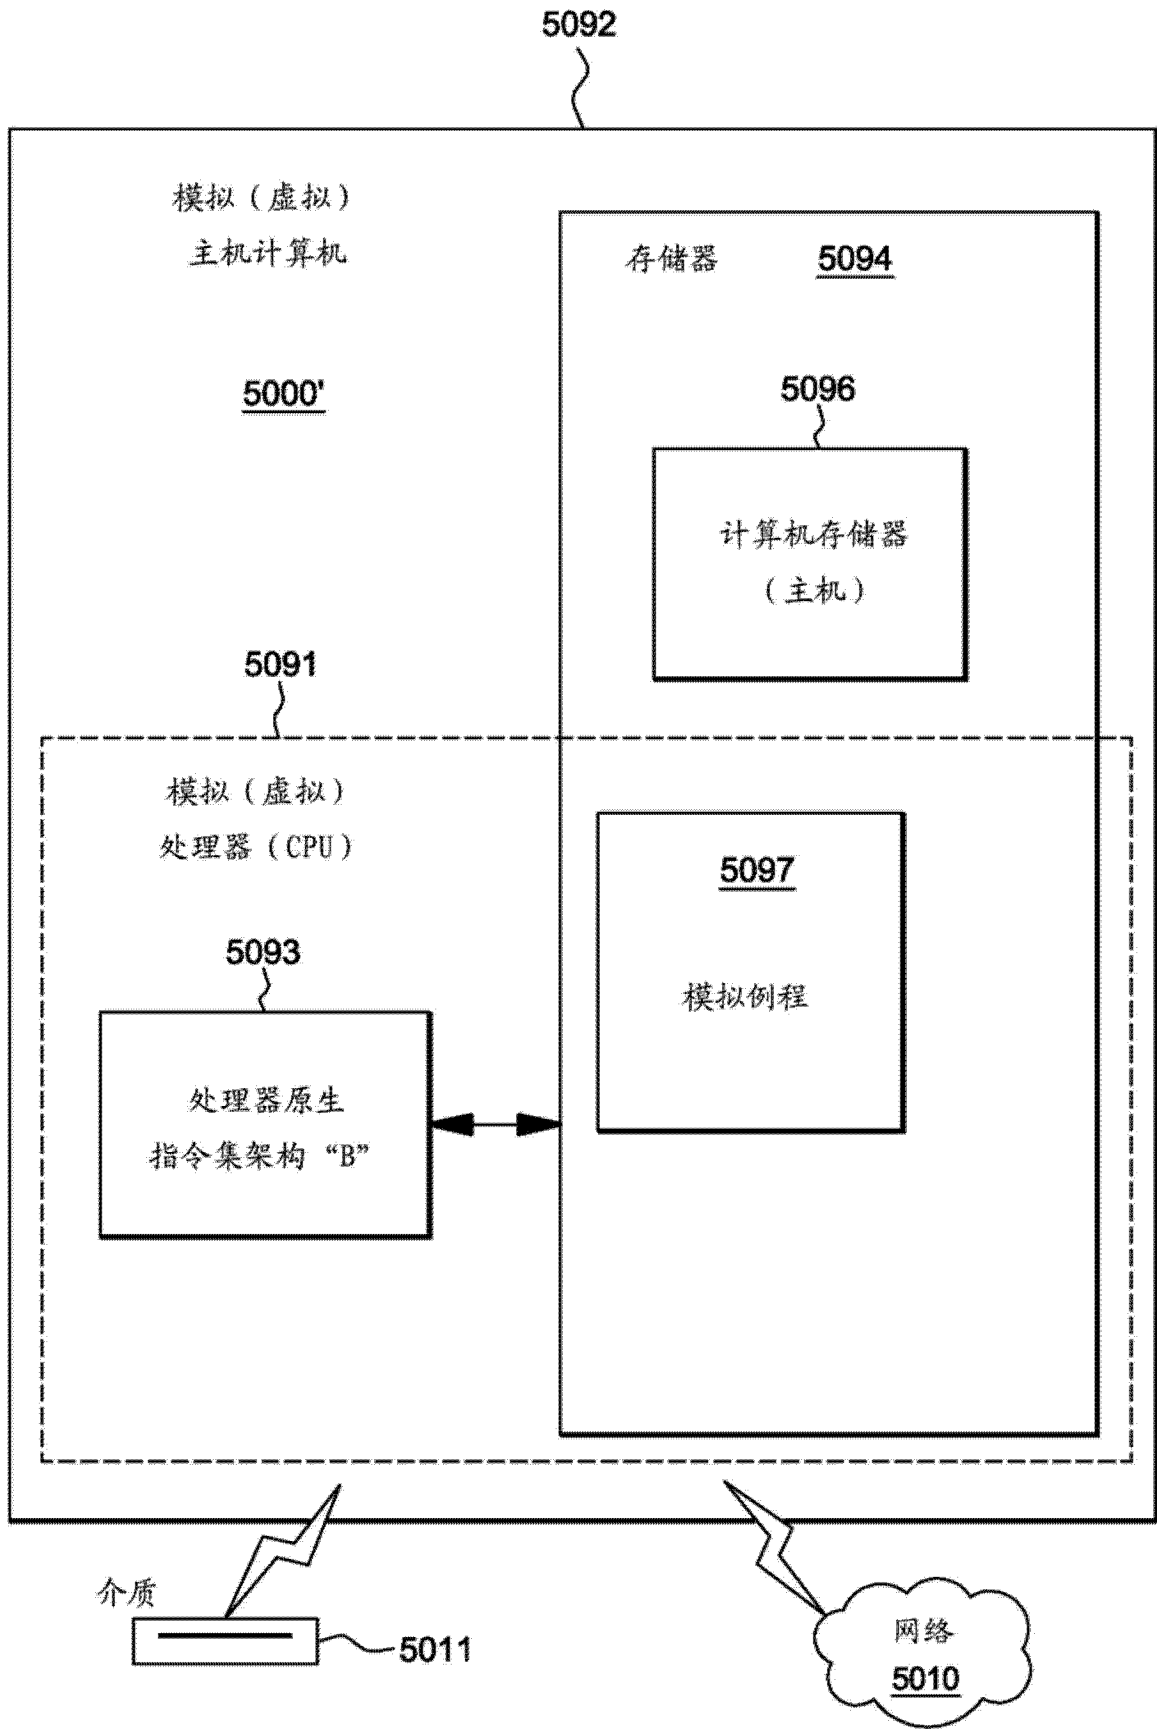 5092
模拟（虚拟）
主机计算机
5000'
存储器 5094
5096
计算机存储器
（主机）
5091
模拟（虚拟）
处理器（CPU）
5093
处理器原生
指令集架构“B”
5097
模拟例程
介质
5011
网络
5010